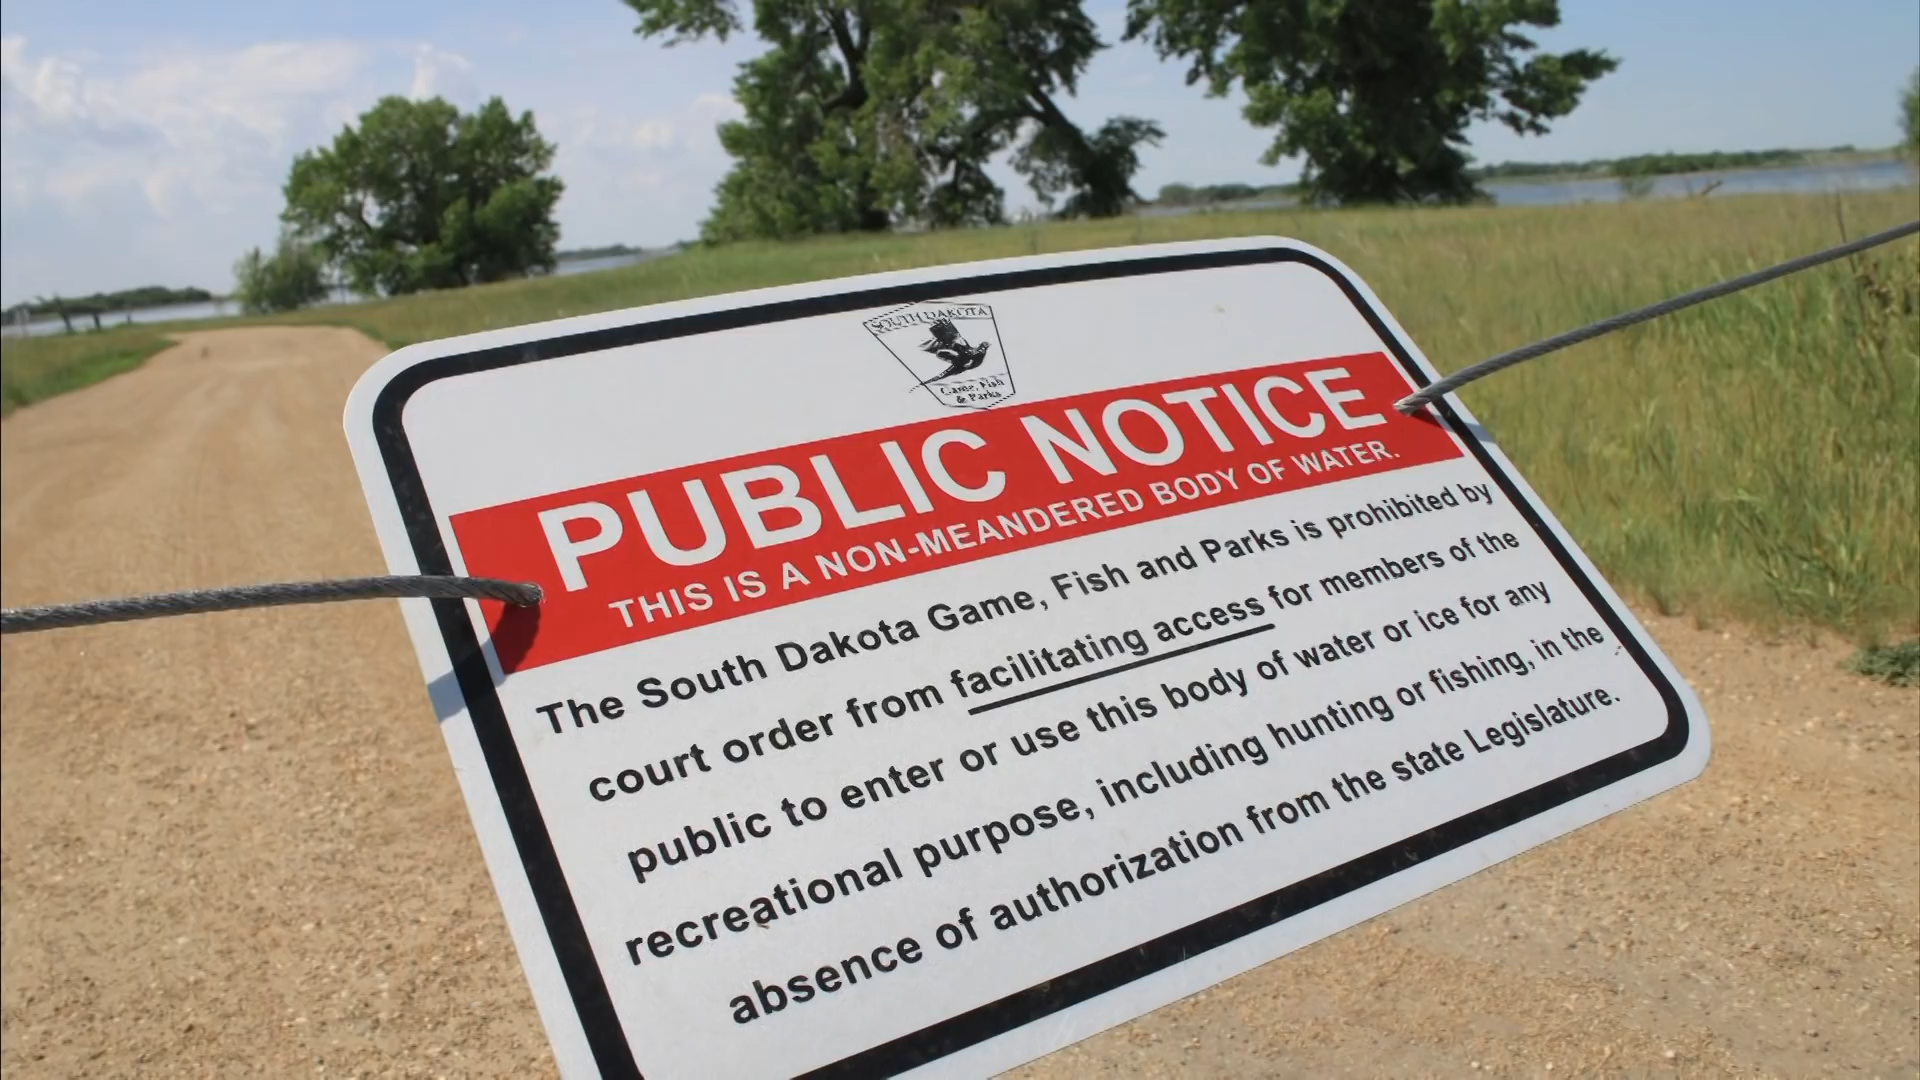 SOUTH DAKOTA
Game, Fish
& Parks
PUBLIC NOTICE
THIS IS A NON-MEANDERED BODY OF WATER.
The South Dakota Game, Fish and Parks is prohibited by
court order from facilitating access for members of the
public to enter or use this body of water or ice for any
recreational purpose, including hunting or fishing, in the
absence of authorization from the state Legislature.